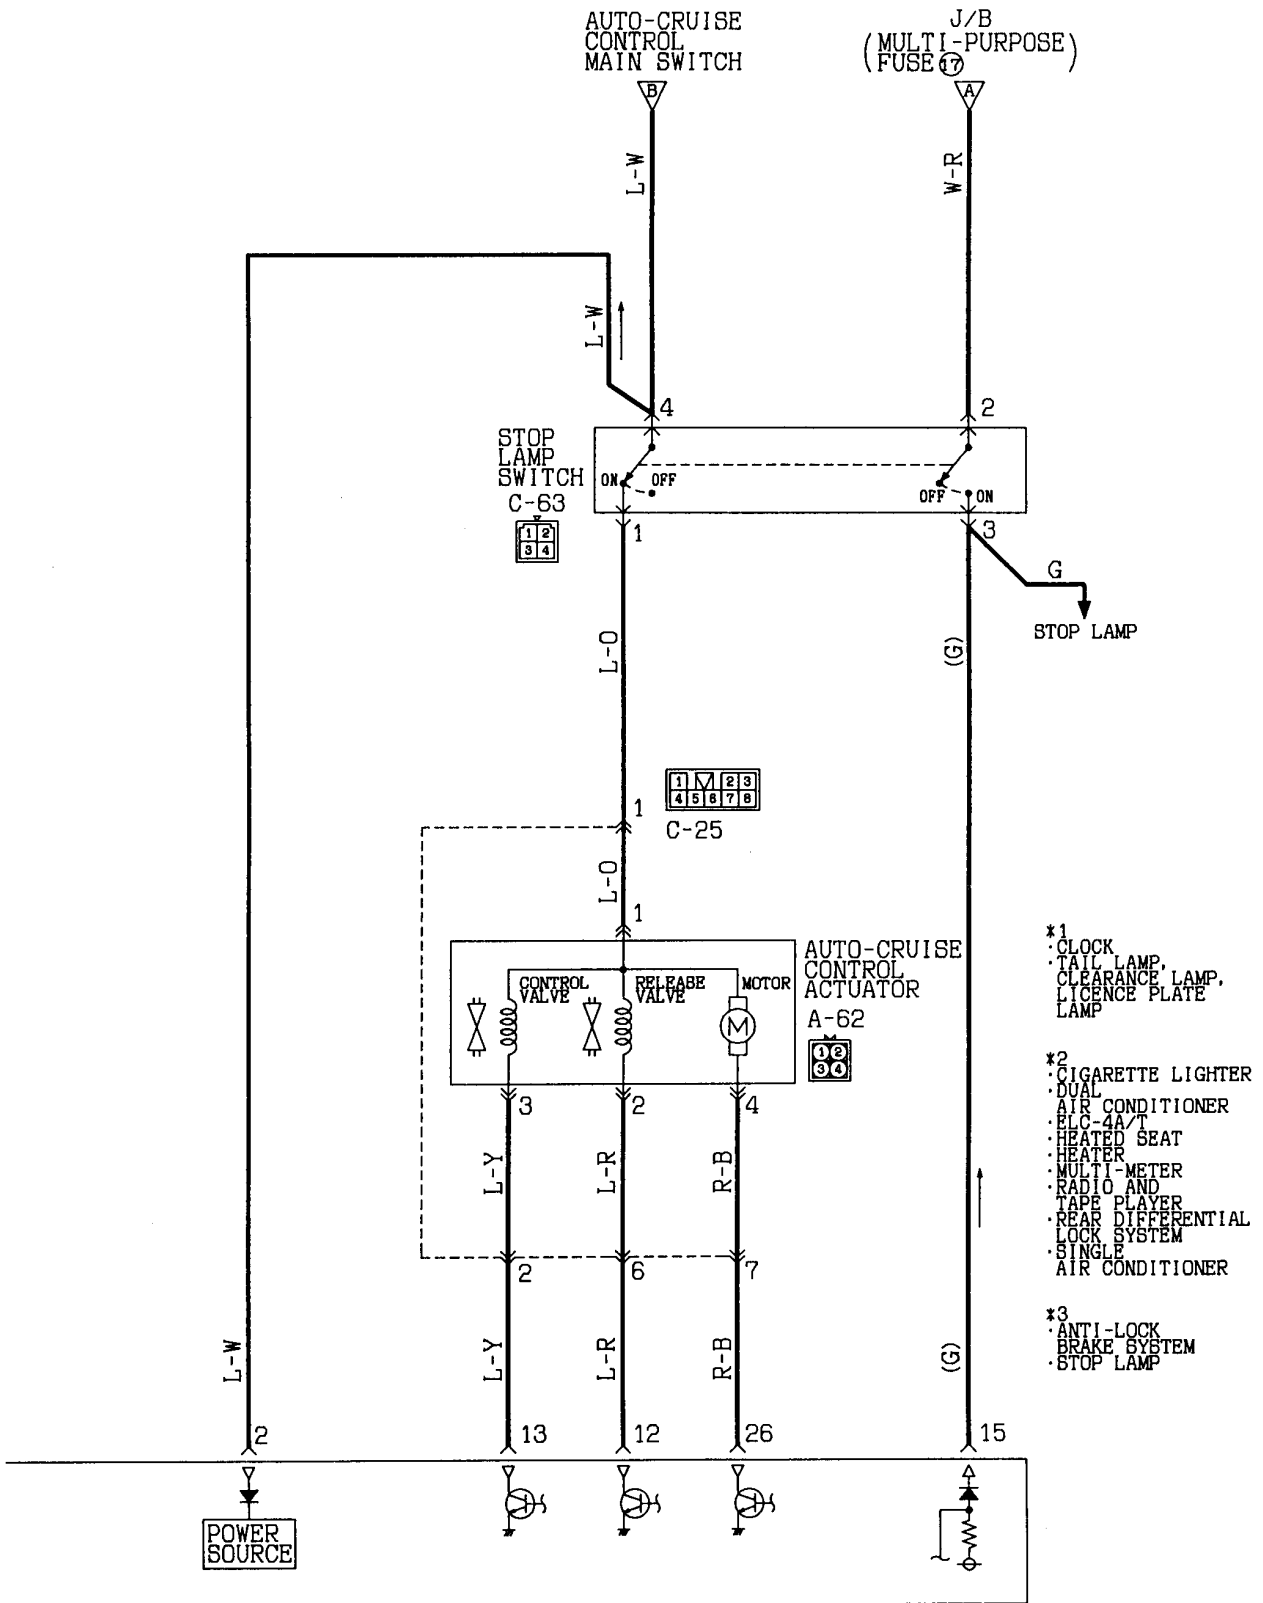 AUTO-CRUISE
CONTROL
MAIN SWITCH
J/B
(MULTI-PURPOSE)
FUSE 17
B
A
L-W
W-R
L-W
4
2
STOP
LAMP
SWITCH
C-63
ON
OFF
OFF
ON
1 2
3 4
1
3
G
STOP LAMP
L-O
(G)
1 2 3
4 5 6 7 8
C-25
1
L-O
1
AUTO-CRUISE
CONTROL
ACTUATOR
A-62
1 2
3 4
CONTROL
VALVE
RELEASE
VALVE
MOTOR
M
3
2
4
L-Y
L-R
R-B
2
6
7
*1
·CLOCK
·TAIL LAMP,
CLEARANCE LAMP,
LICENCE PLATE
LAMP
*2
·CIGARETTE LIGHTER
·DUAL
AIR CONDITIONER
·ELC-4A/T
·HEATED SEAT
·HEATER
·MULTI-METER
·RADIO AND
TAPE PLAYER
·REAR DIFFERENTIAL
LOCK SYSTEM
·SINGLE
AIR CONDITIONER
*3
·ANTI-LOCK
BRAKE SYSTEM
·STOP LAMP
L-W
L-Y
L-R
R-B
(G)
2
13
12
26
15
POWER
SOURCE